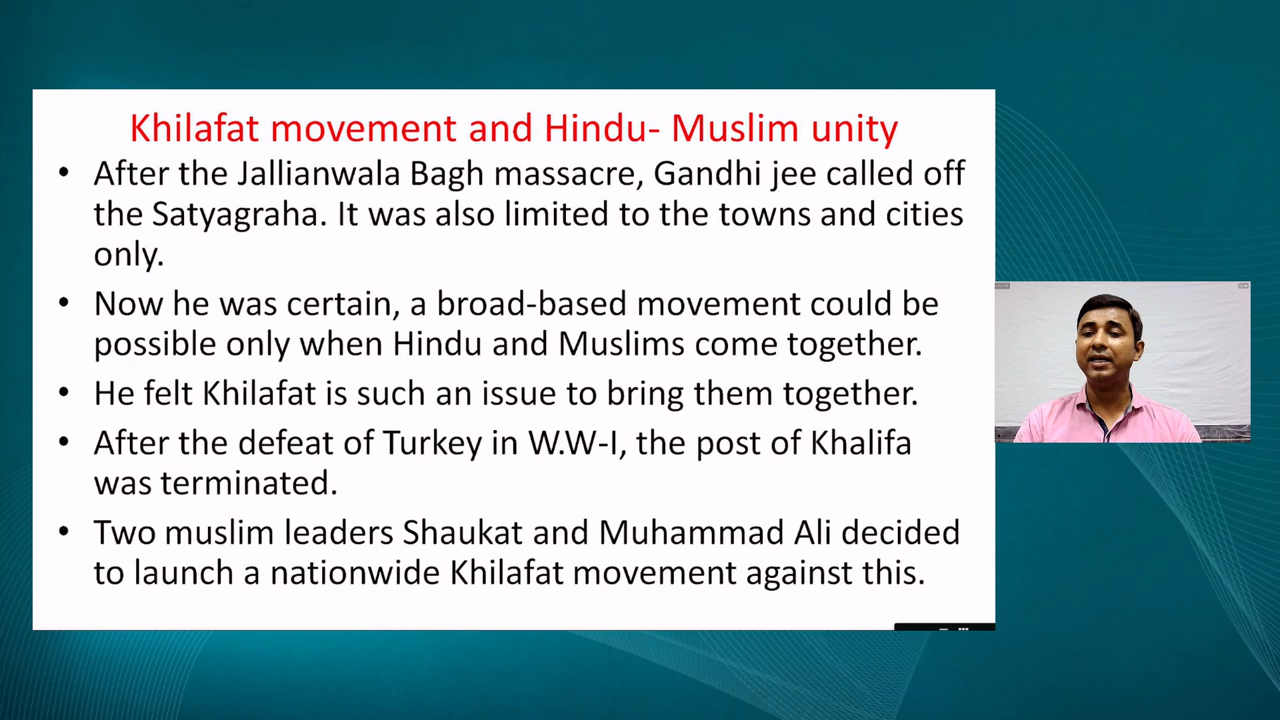 Khilafat movement and Hindu- Muslim unity
• After the Jallianwala Bagh massacre, Gandhi jee called off
the Satyagraha. It was also limited to the towns and cities
only.
• Now he was certain, a broad-based movement could be
possible only when Hindu and Muslims come together.
• He felt Khilafat is such an issue to bring them together.
• After the defeat of Turkey in W.W-I, the post of Khalifa
was terminated.
• Two muslim leaders Shaukat and Muhammad Ali decided
to launch a nationwide Khilafat movement against this.